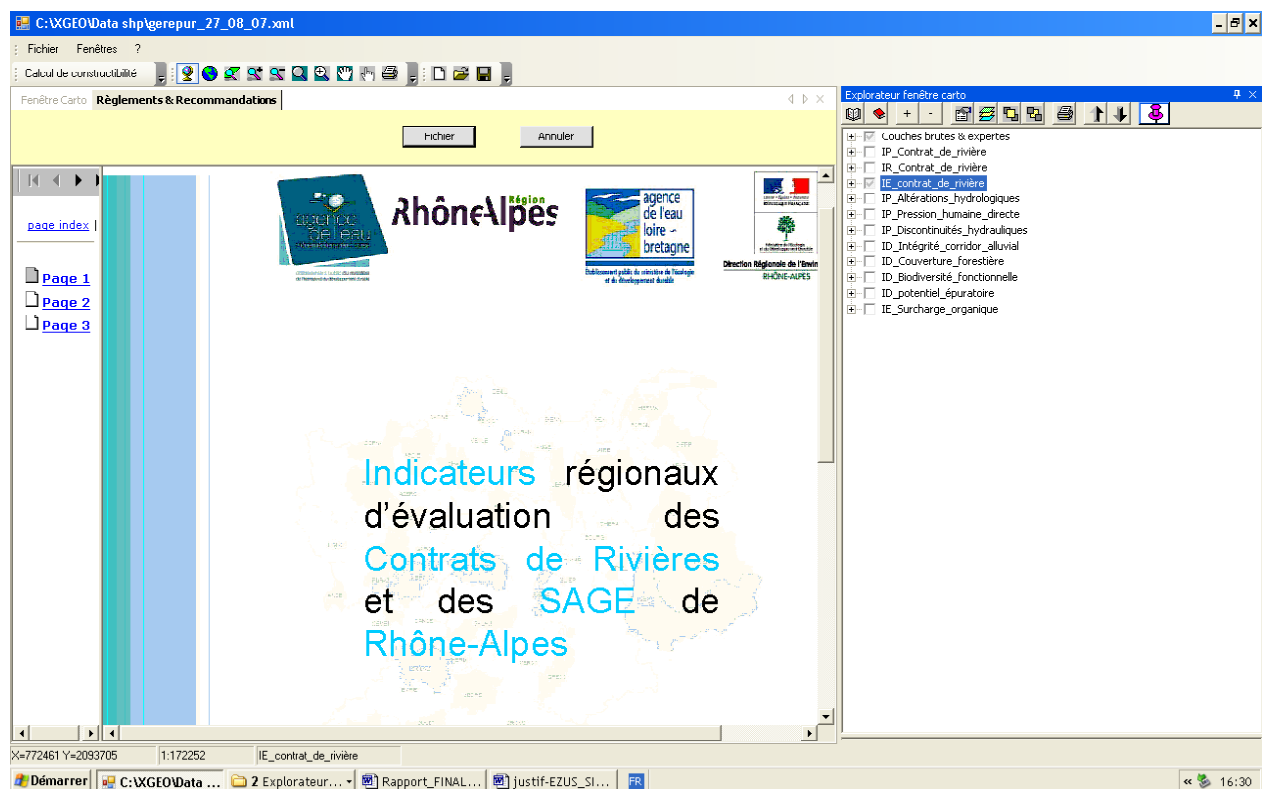 C:\XGEO\Data shp\gerepur_27_08_07.xml
Fichier Fenêtres ?
Calcul de constructibilité
Fenêtre Carto Règlements & Recommandations
Fichier Annuler
page index |
Page 1
Page 2
Page 3
agence de l'eau
RhôneAlpes Région
agence
de l'eau
loire ~
bretagne
Etablissement public du ministère de l'écologie
et du développement durable
Direction Régionale de l'Envir
RHÔNE-ALPES
Indicateurs régionaux
d'évaluation des
Contrats de Rivières
et des SAGE de
Rhône-Alpes
Explorateur fenêtre carto
Couches brutes & expertes
IP_Contrat_de_rivière
IR_Contrat_de_rivière
IE_contrat_de_rivière
IP_Altérations_hydrologiques
IP_Pression_humaine_directe
IP_Discontinuités_hydrauliques
ID_Intégrité_corridor_alluvial
ID_Couverture_forestière
ID_Biodiversité_fonctionnelle
ID_potentiel_épuratoire
IE_Surcharge_organique
X=772461 Y=2093705 1:172252 IE_contrat_de_rivière
Démarrer C:\XGEO\Data ... 2 Explorateur... Rapport_FINAL... justif-EZUS_SI... FR « 16:30